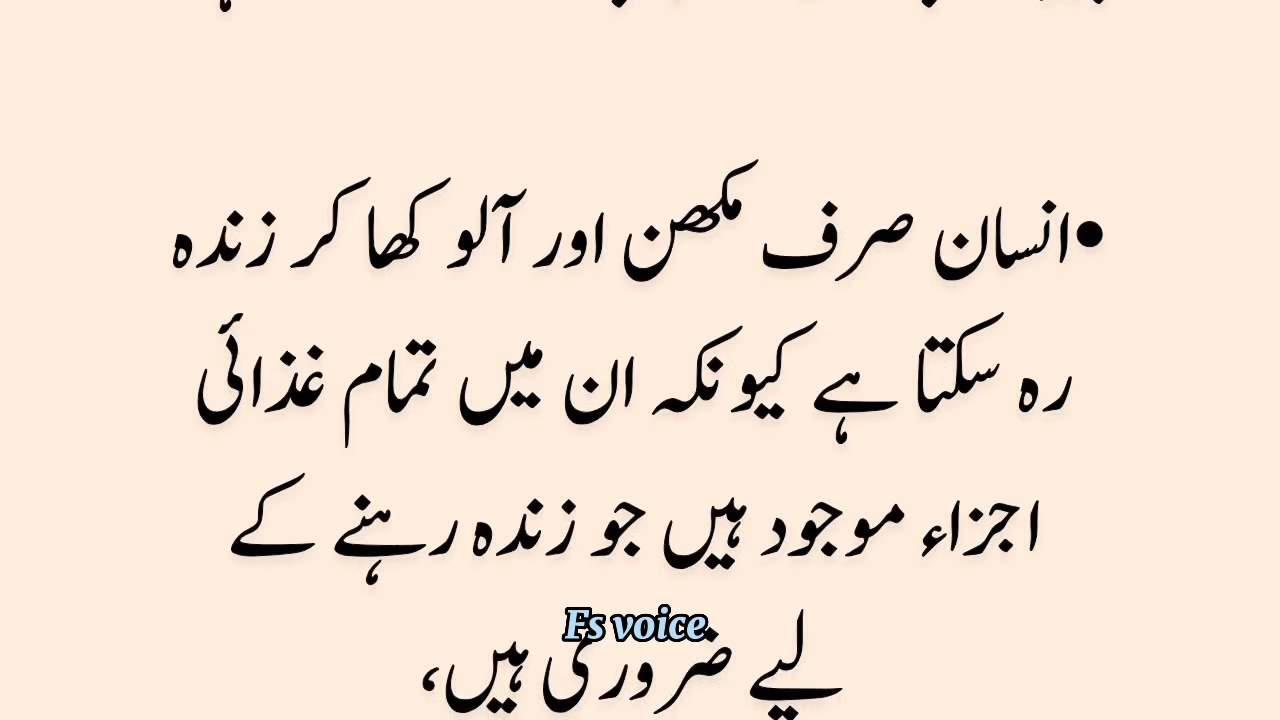 •انسان صرف مکھن اور آلو کھا کر زندہ
رہ سکتا ہے کیونکہ ان میں تمام غذائی
اجزاء موجود ہیں جو زندہ رہنے کے
Fs voice
لیے ضروری ہیں،